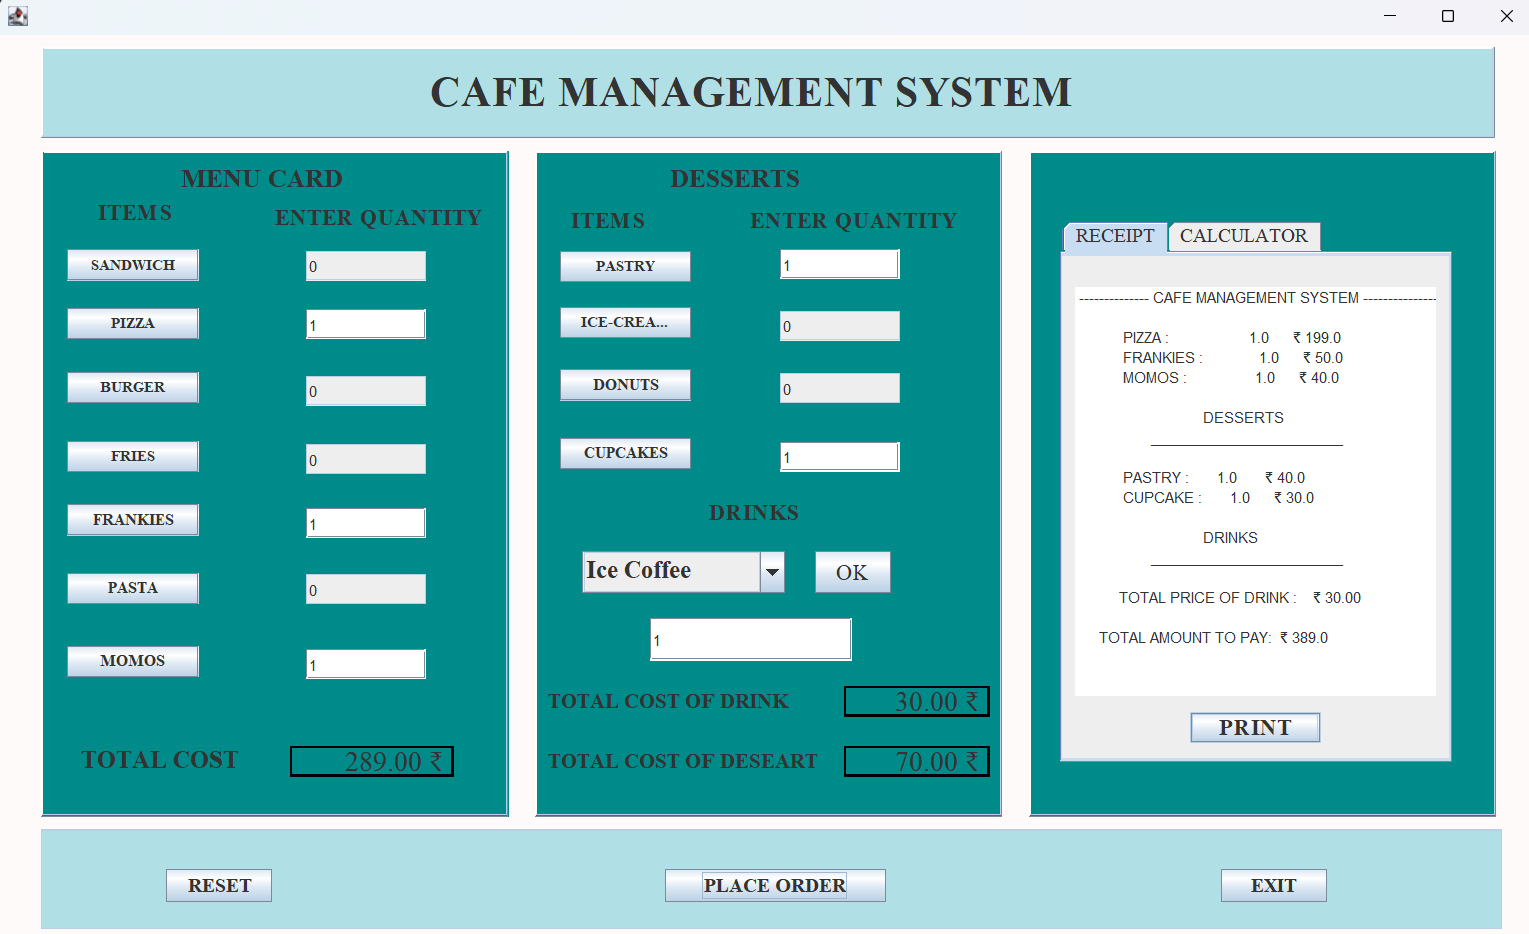 CAFE MANAGEMENT SYSTEM
MENU CARD
ITEMS ENTER QUANTITY
SANDWICH 0
PIZZA 1
BURGER 0
FRIES 0
FRANKIES 1
PASTA 0
MOMOS 1
TOTAL COST 289.00 ₹
DESSERTS
ITEMS ENTER QUANTITY
PASTRY 1
ICE-CREA... 0
DONUTS 0
CUPCAKES 1
DRINKS
Ice Coffee OK
1
TOTAL COST OF DRINK 30.00 ₹
TOTAL COST OF DESEART 70.00 ₹
RECEIPT CALCULATOR
-------------- CAFE MANAGEMENT SYSTEM ---------------
PIZZA : 1.0 ₹ 199.0
FRANKIES : 1.0 ₹ 50.0
MOMOS : 1.0 ₹ 40.0
DESSERTS
________________________
PASTRY : 1.0 ₹ 40.0
CUPCAKE : 1.0 ₹ 30.0
DRINKS
________________________
TOTAL PRICE OF DRINK : ₹ 30.00
TOTAL AMOUNT TO PAY: ₹ 389.0
PRINT
RESET PLACE ORDER EXIT